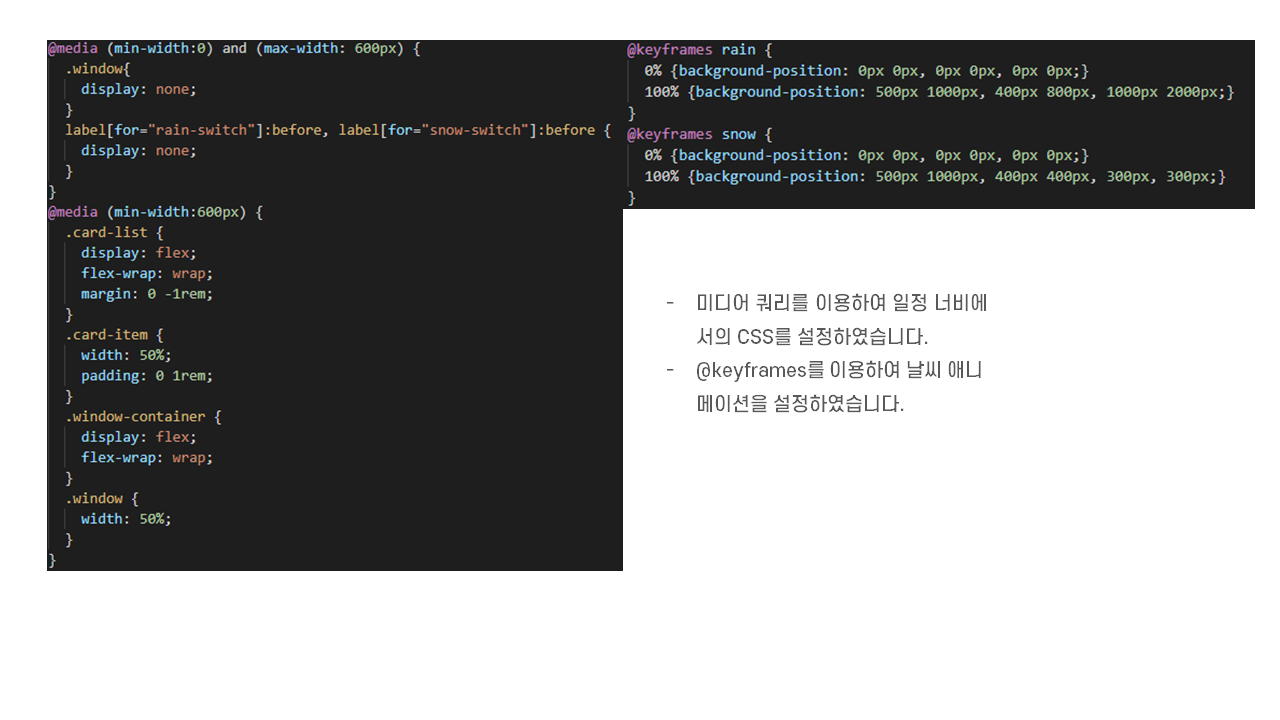 @media (min-width:0) and (max-width: 600px) {
.window{
display: none;
}
label[for="rain-switch"]:before, label[for="snow-switch"]:before {
display: none;
}
}
@media (min-width:600px) {
.card-list {
display: flex;
flex-wrap: wrap;
margin: 0 -1rem;
}
.card-item {
width: 50%;
padding: 0 1rem;
}
.window-container {
display: flex;
flex-wrap: wrap;
}
.window {
width: 50%;
}
}
@keyframes rain {
0% {background-position: 0px 0px, 0px 0px, 0px 0px;}
100% {background-position: 500px 1000px, 400px 800px, 1000px 2000px;}
}
@keyframes snow {
0% {background-position: 0px 0px, 0px 0px, 0px 0px;}
100% {background-position: 500px 1000px, 400px 400px, 300px, 300px;}
}
- 미디어 쿼리를 이용하여 일정 너비에
서의 CSS를 설정하였습니다.
- @keyframes를 이용하여 날씨 애니
메이션을 설정하였습니다.